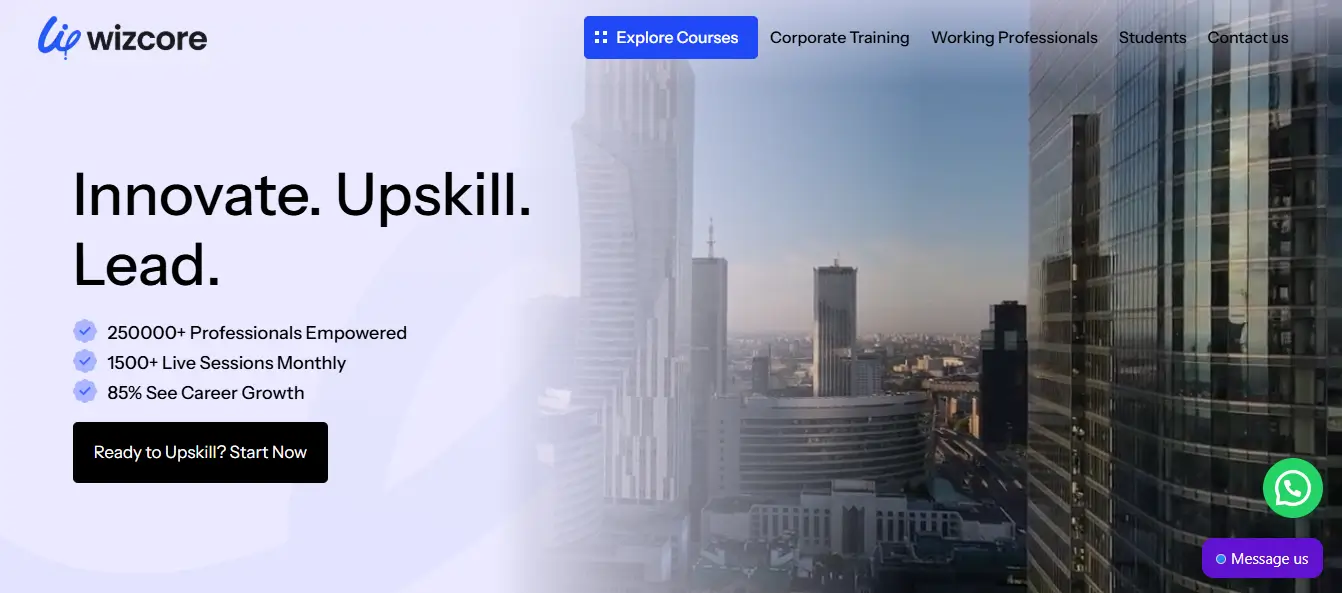 wizcore
Explore Courses
Corporate Training
Working Professionals
Students
Contact us
Innovate. Upskill.
Lead.
250000+ Professionals Empowered
1500+ Live Sessions Monthly
85% See Career Growth
Ready to Upskill? Start Now
Message us